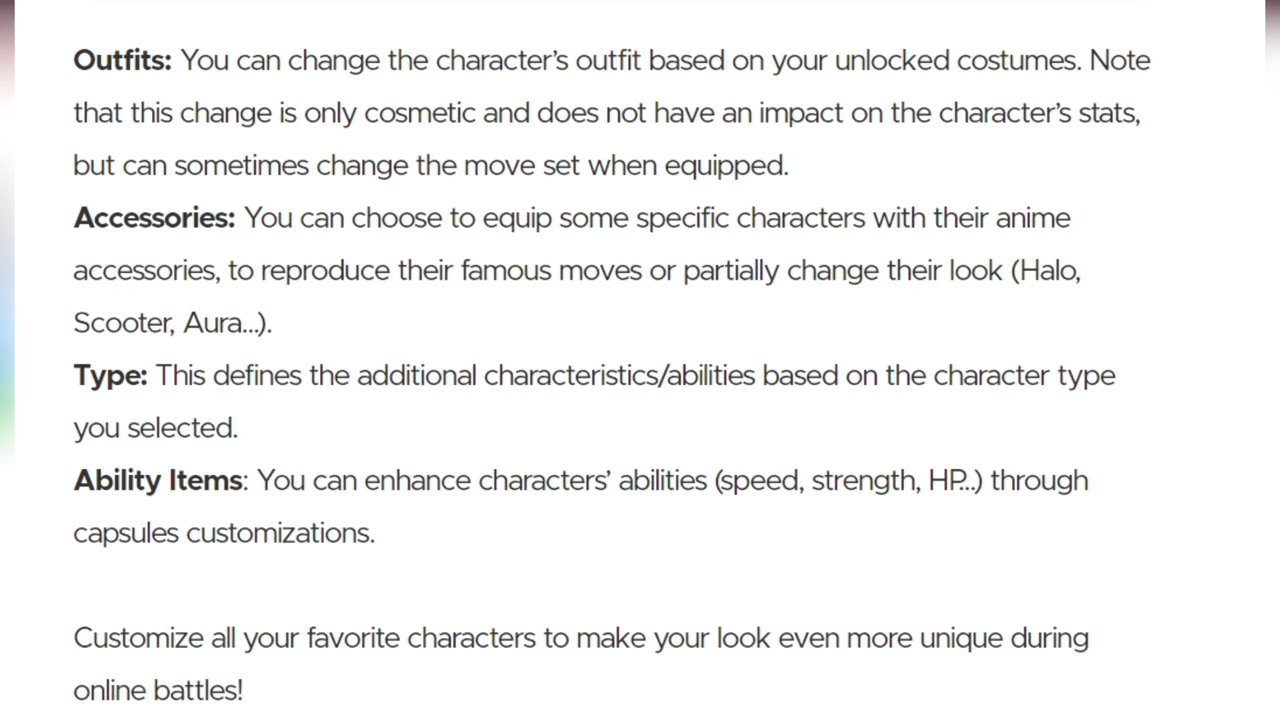 Outfits: You can change the character’s outfit based on your unlocked costumes. Note
that this change is only cosmetic and does not have an impact on the character’s stats,
but can sometimes change the move set when equipped.
Accessories: You can choose to equip some specific characters with their anime
accessories, to reproduce their famous moves or partially change their look (Halo,
Scooter, Aura...).
Type: This defines the additional characteristics/abilities based on the character type
you selected.
Ability Items: You can enhance characters’ abilities (speed, strength, HP..) through
capsules customizations.
Customize all your favorite characters to make your look even more unique during
online battles!